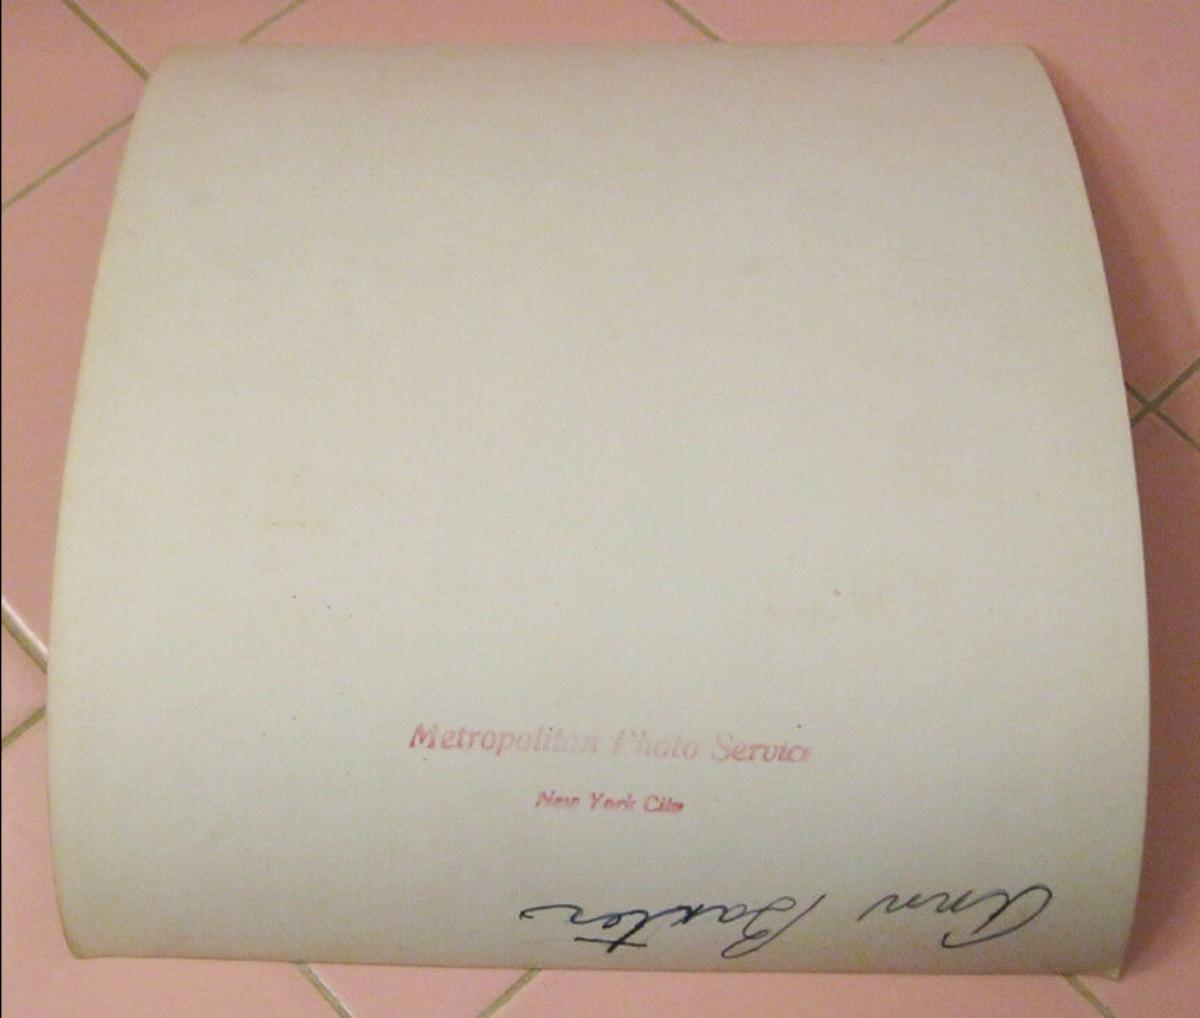 Metropolitan Photo Service
New York City
Ann Baxter